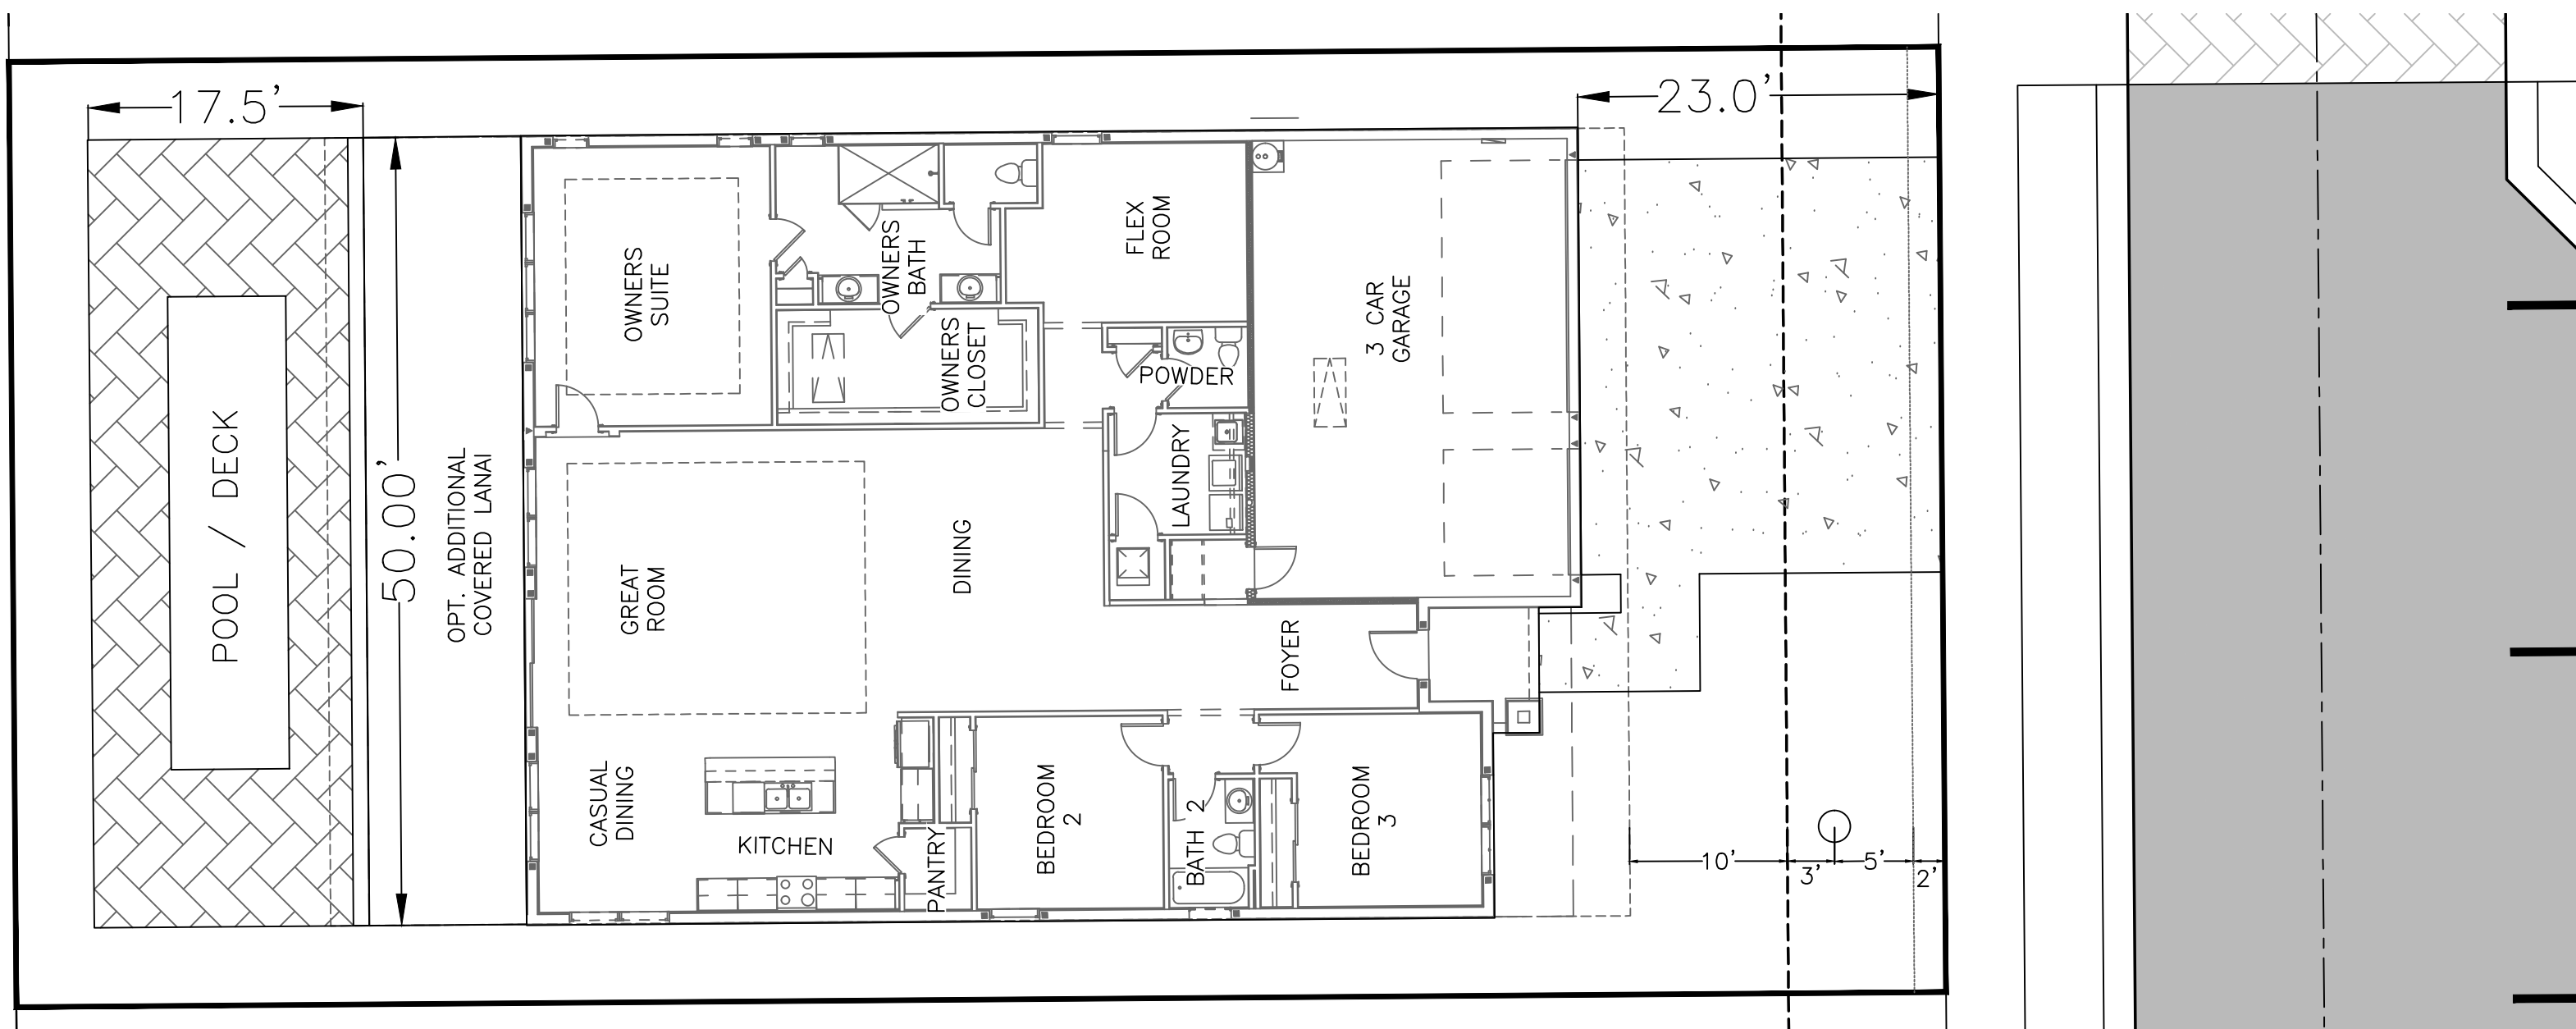 17.5'
23.0'
50.00'
POOL / DECK
OPT. ADDITIONAL
COVERED LANAI
OWNERS
SUITE
OWNERS
BATH
OWNERS
CLOSET
FLEX
ROOM
POWDER
LAUNDRY
3 CAR
GARAGE
GREAT
ROOM
DINING
FOYER
CASUAL
DINING
KITCHEN
PANTRY
BEDROOM
2
BATH 2
BEDROOM
3
10'
3'
5'
2'